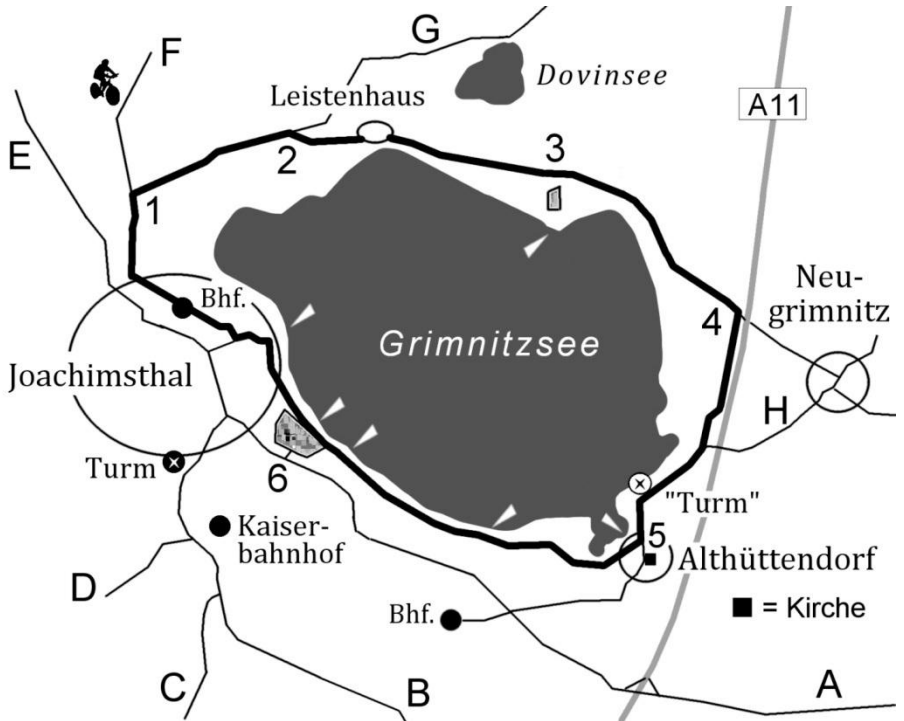 G
F
Dovinsee
Leistenhaus
A11
E
3
2
1
Neu-
grimnitz
Bhf.
4
Grimnitzsee
Joachimsthal
H
Turm
6
"Turm"
Kaiser-
bahnhof
5
Althüttendorf
D
Bhf.
= Kirche
C
B
A